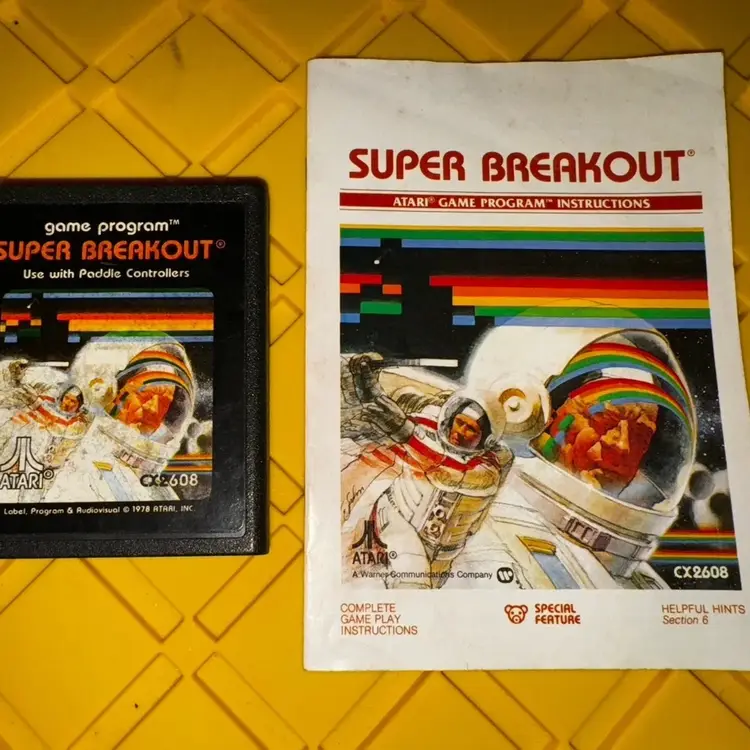 game program™
SUPER BREAKOUT®
Use with Paddle Controllers
ATARI®
CX2608
Label, Program & Audiovisual © 1978 ATARI, INC.
SUPER BREAKOUT®
ATARI® GAME PROGRAM™ INSTRUCTIONS
ATARI®
A Warner Communications Company
CX2608
COMPLETE
GAME PLAY
INSTRUCTIONS
SPECIAL
FEATURE
HELPFUL HINTS
Section 6